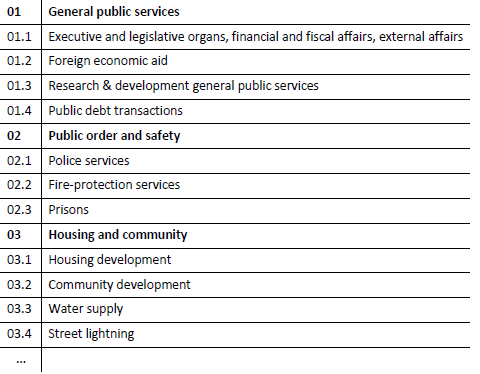 01 General public services
01.1 Executive and legislative organs, financial and fiscal affairs, external affairs
01.2 Foreign economic aid
01.3 Research & development general public services
01.4 Public debt transactions
02 Public order and safety
02.1 Police services
02.2 Fire-protection services
02.3 Prisons
03 Housing and community
03.1 Housing development
03.2 Community development
03.3 Water supply
03.4 Street lightning
...